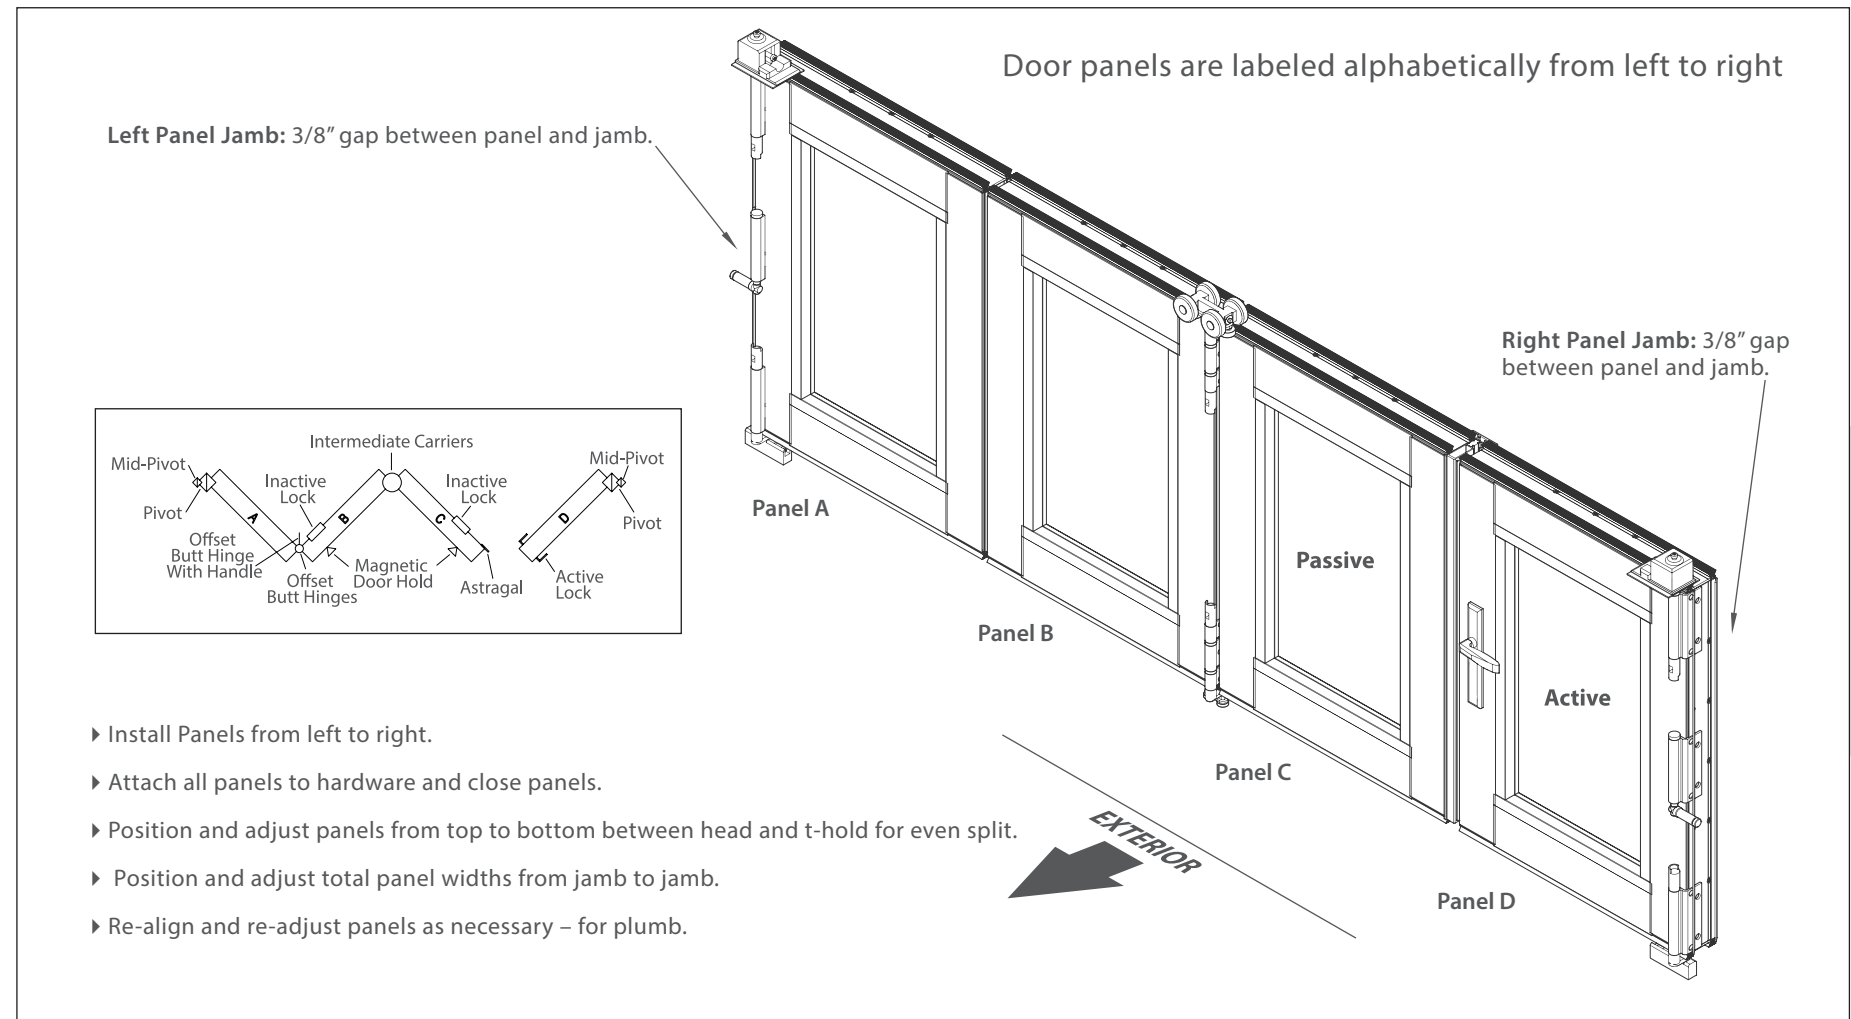 Door panels are labeled alphabetically from left to right
Left Panel Jamb: 3/8” gap between panel and jamb.
Right Panel Jamb: 3/8” gap
between panel and jamb.
Intermediate Carriers
Mid-Pivot
Mid-Pivot
Inactive
Lock
Inactive
Lock
Pivot
Pivot
A
B
C
D
Offset
Butt Hinge
With Handle
Offset
Butt Hinges
Magnetic
Door Hold
Astragal
Active
Lock
Panel A
Passive
Panel B
Active
Panel C
Panel D
EXTERIOR
‣ Install Panels from left to right.
‣ Attach all panels to hardware and close panels.
‣ Position and adjust panels from top to bottom between head and t-hold for even split.
‣ Position and adjust total panel widths from jamb to jamb.
‣ Re-align and re-adjust panels as necessary – for plumb.